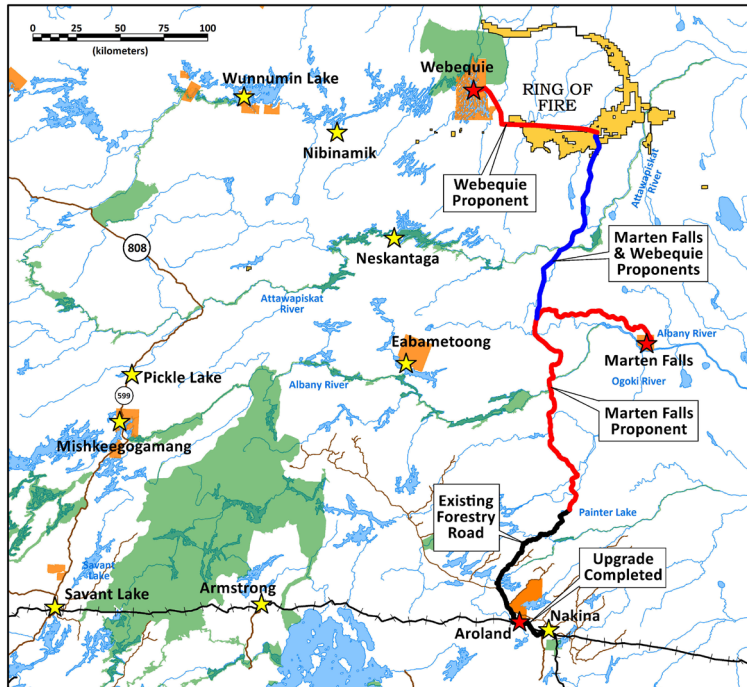 0 25 50 100
(kilometers)
Wunnumin Lake
Webequie
RING OF
FIRE
Nibinamik
Webequie
Proponent
Attawapiskat
River
808
Neskantaga
Marten Falls
& Webequie
Proponents
Attawapiskat
River
Albany River
Eabametoong
Marten Falls
Pickle Lake
Albany River
Ogoki River
599
Marten Falls
Proponent
Mishkeegogamang
Existing
Forestry
Road
Painter Lake
Upgrade
Completed
Savant
Lake
Savant Lake
Armstrong
Aroland
Nakina